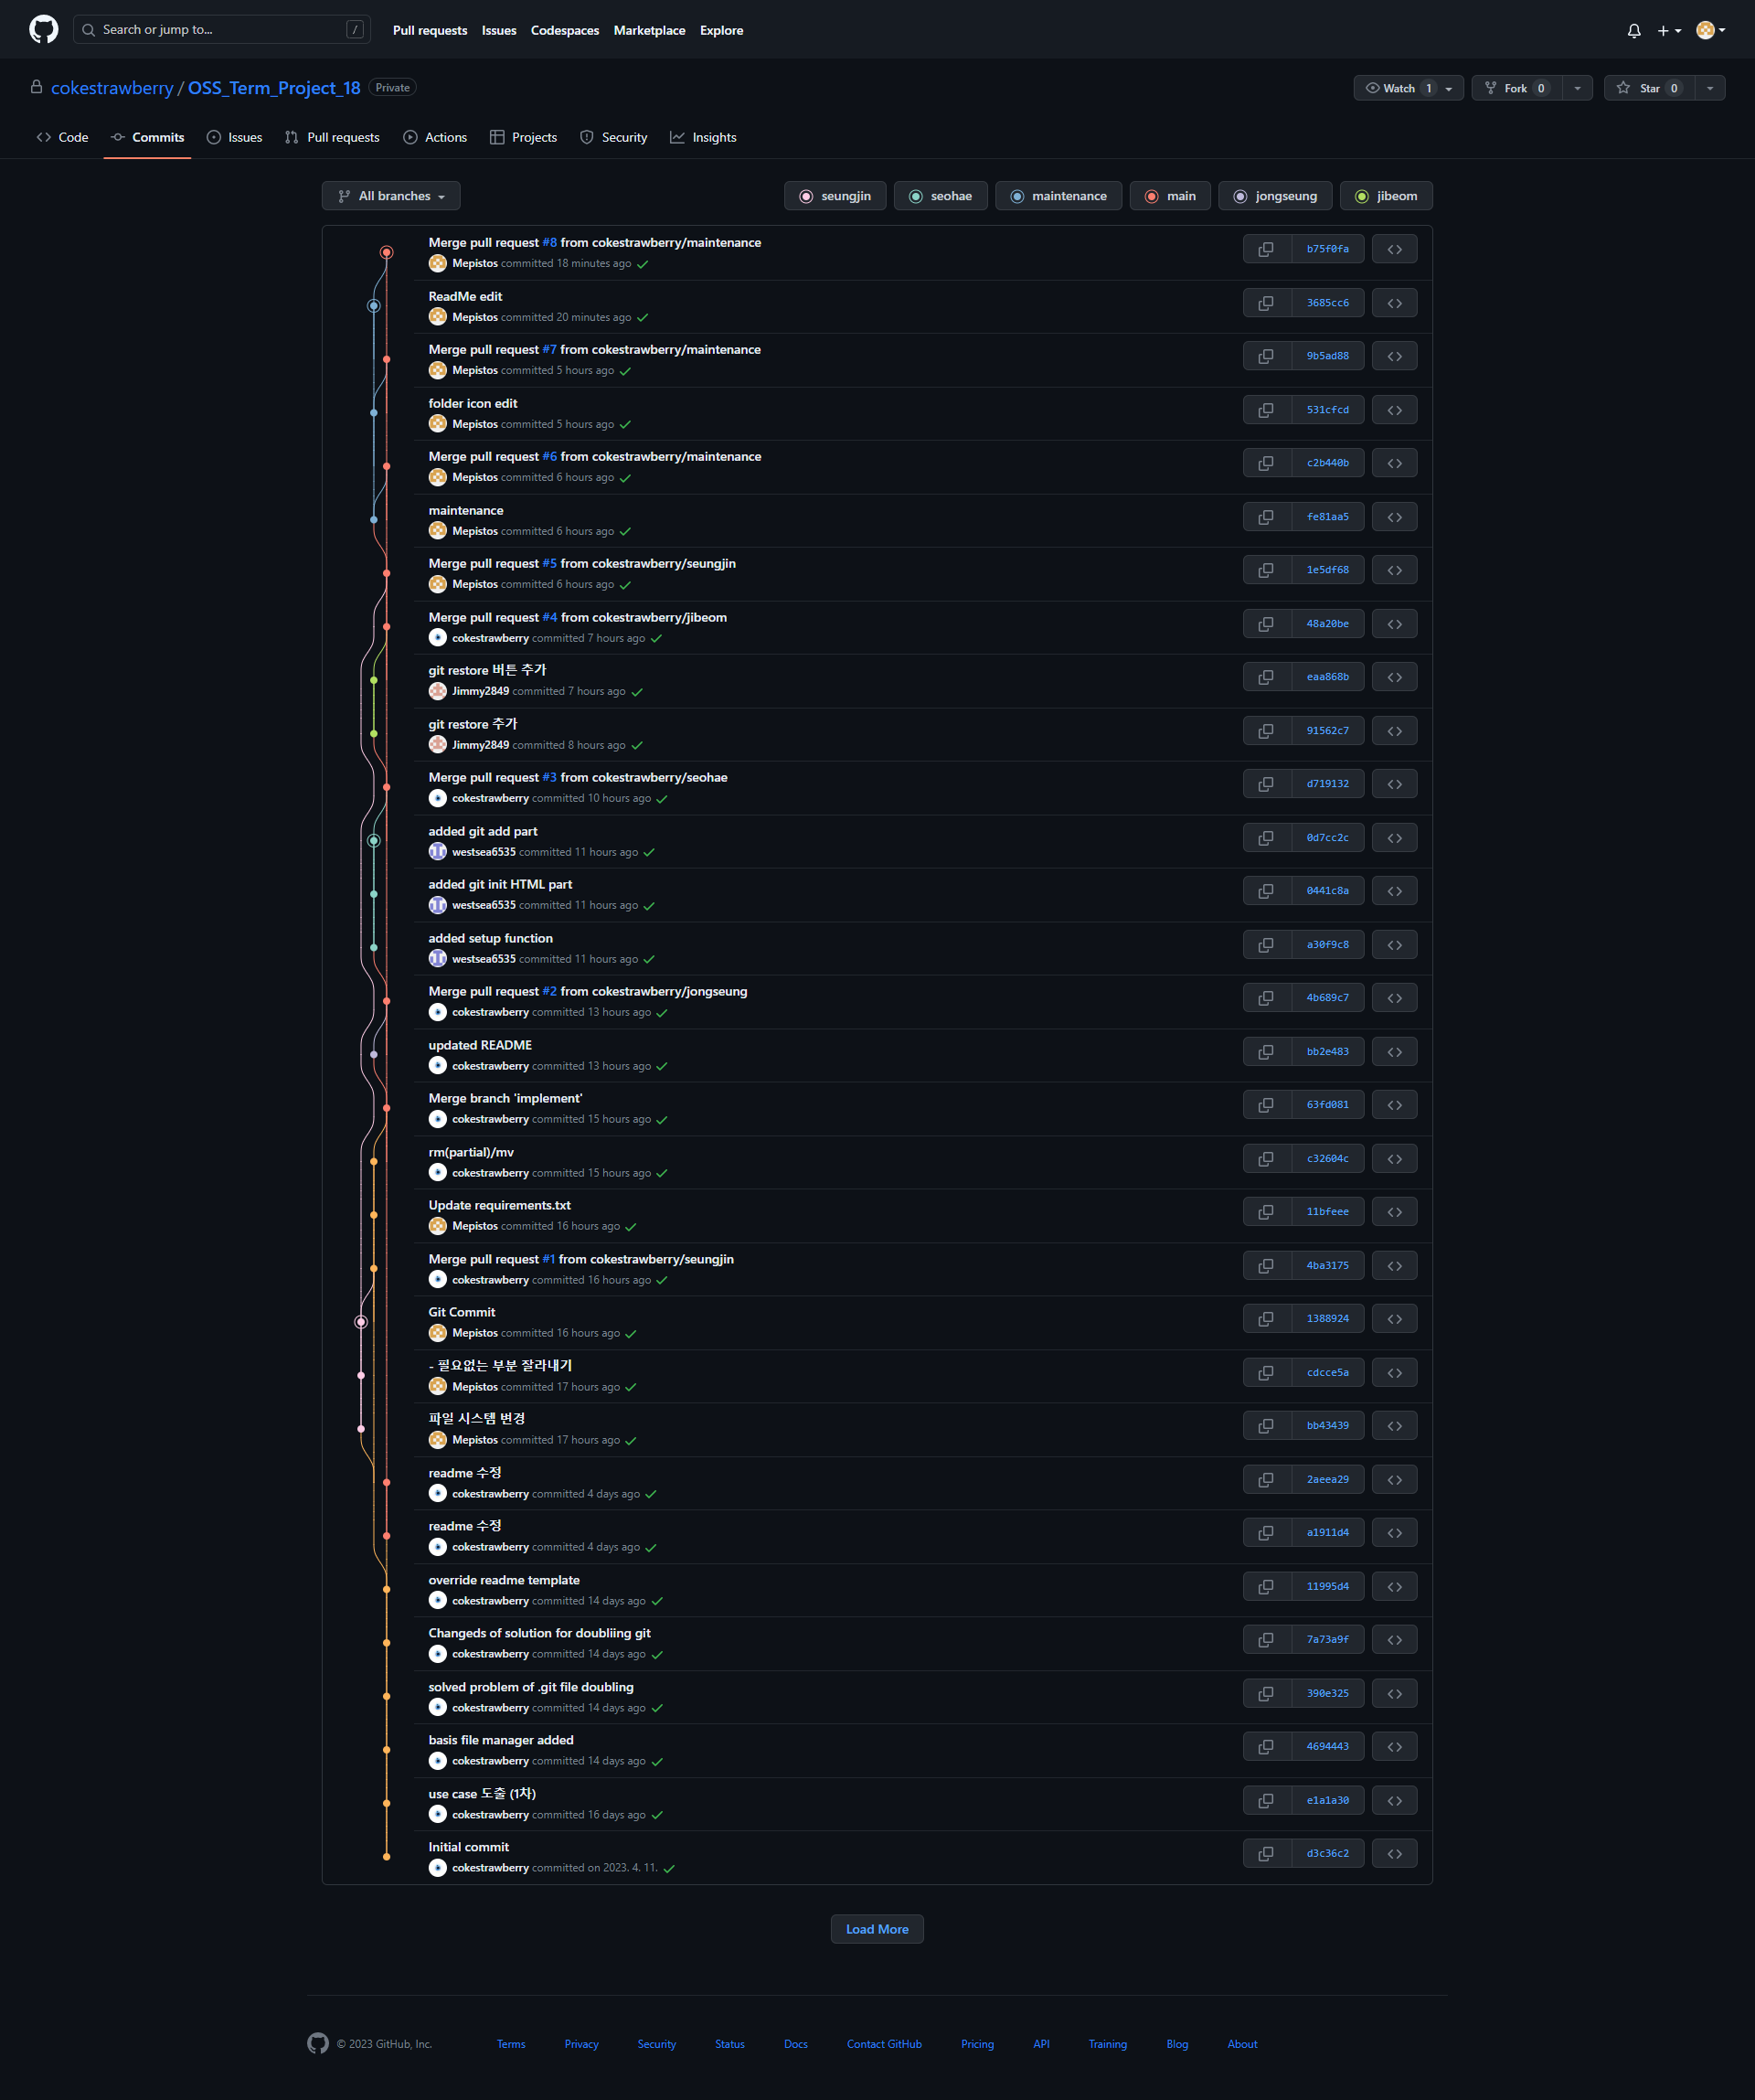 Search or jump to... /
Pull requests Issues Codespaces Marketplace Explore
cokestrawberry / OSS_Term_Project_18 Private
Watch 1 Fork 0 Star 0
Code Commits Issues Pull requests Actions Projects Security Insights
All branches seungjin seohae maintenance main jongseung jibeom
Merge pull request #8 from cokestrawberry/maintenance b75f0fa
Mepistos committed 18 minutes ago
ReadMe edit 3685cc6
Mepistos committed 20 minutes ago
Merge pull request #7 from cokestrawberry/maintenance 9b5ad88
Mepistos committed 5 hours ago
folder icon edit 531cfcd
Mepistos committed 5 hours ago
Merge pull request #6 from cokestrawberry/maintenance c2b440b
Mepistos committed 6 hours ago
maintenance fe81aa5
Mepistos committed 6 hours ago
Merge pull request #5 from cokestrawberry/seungjin 1e5df68
Mepistos committed 6 hours ago
Merge pull request #4 from cokestrawberry/jibeom 48a20be
cokestrawberry committed 7 hours ago
git restore 버튼 추가 eaa868b
Jimmy2849 committed 7 hours ago
git restore 추가 91562c7
Jimmy2849 committed 8 hours ago
Merge pull request #3 from cokestrawberry/seohae d719132
cokestrawberry committed 10 hours ago
added git add part 0d7cc2c
westsea6535 committed 11 hours ago
added git init HTML part 0441c8a
westsea6535 committed 11 hours ago
added setup function a30f9c8
westsea6535 committed 11 hours ago
Merge pull request #2 from cokestrawberry/jongseung 4b689c7
cokestrawberry committed 13 hours ago
updated README bb2e483
cokestrawberry committed 13 hours ago
Merge branch 'implement' 63fd081
cokestrawberry committed 15 hours ago
rm(partial)/mv c32604c
cokestrawberry committed 15 hours ago
Update requirements.txt 11bfeee
Mepistos committed 16 hours ago
Merge pull request #1 from cokestrawberry/seungjin 4ba3175
cokestrawberry committed 16 hours ago
Git Commit 1388924
Mepistos committed 16 hours ago
- 필요없는 부분 잘라내기 cdcce5a
Mepistos committed 17 hours ago
파일 시스템 변경 bb43439
Mepistos committed 17 hours ago
readme 수정 2aeea29
cokestrawberry committed 4 days ago
readme 수정 a1911d4
cokestrawberry committed 4 days ago
override readme template 11995d4
cokestrawberry committed 14 days ago
Changeds of solution for doubliing git 7a73a9f
cokestrawberry committed 14 days ago
solved problem of .git file doubling 390e325
cokestrawberry committed 14 days ago
basis file manager added 4694443
cokestrawberry committed 14 days ago
use case 도출 (1차) e1a1a30
cokestrawberry committed 16 days ago
Initial commit d3c36c2
cokestrawberry committed on 2023. 4. 11.
Load More
© 2023 GitHub, Inc. Terms Privacy Security Status Docs Contact GitHub Pricing API Training Blog About